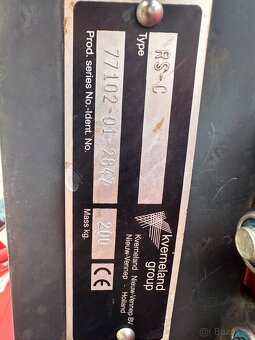 Type
RS-C
Prod. series No.-Ident. No.
77102-01-2647
Mass kg.
200
CE
kverneland
group
Kverneland Nieuw-Vennep BV
Nieuw-Vennep - Holland